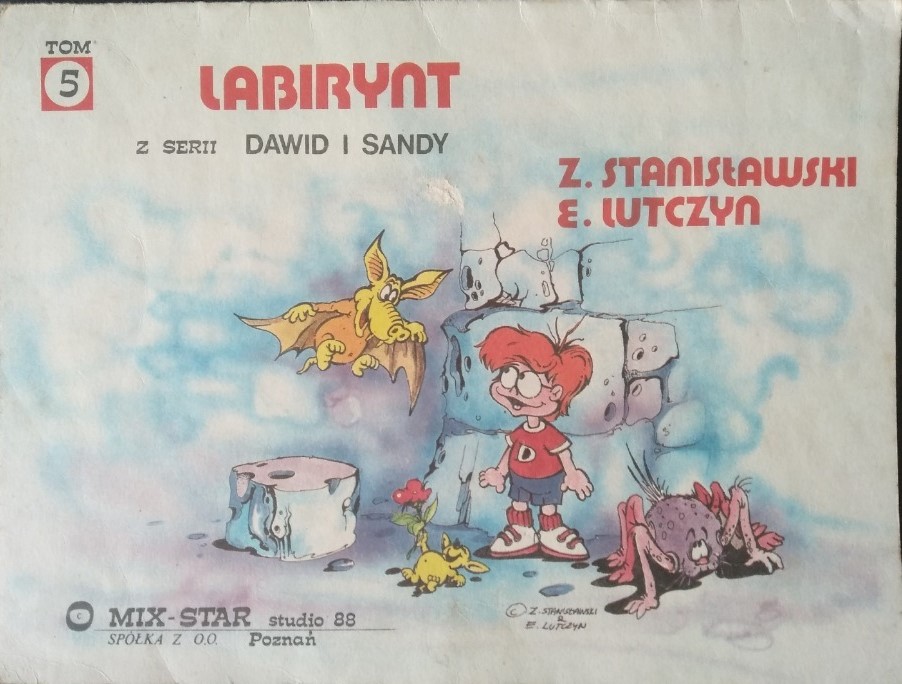 TOM
5
LABIRYNT
Z SERII DAWID I SANDY
Z. STANISŁAWSKI
E. LUTCZYN
D
© MIX-STAR studio 88
SPÓŁKA Z O.O. Poznań
© Z. STANISŁAWSKI
&
E. LUTCZYN